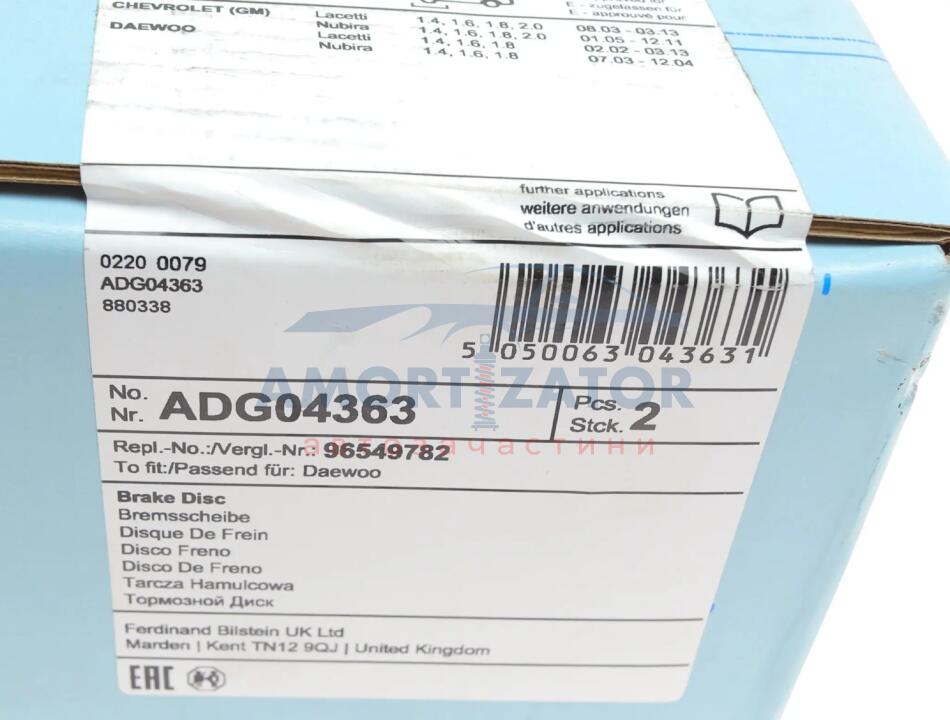 E - zugelassen für
E - approuvé pour
CHEVROLET (GM) Lacetti 1.4, 1.6, 1.8, 2.0 08.03 - 03.13
Nubira 1.4, 1.6, 1.8, 2.0 01.05 - 12.11
DAEWOO Lacetti 1.4, 1.6, 1.8 02.02 - 03.13
Nubira 1.4, 1.6, 1.8 07.03 - 12.04
further applications
weitere anwendungen
d'autres applications
0220 0079
ADG04363
880338
5 050063 043631
AMORTIZATOR
автозапчастини
No.
Nr. ADG04363
Pcs.
Stck. 2
Repl.-No.:/Vergl.-Nr.: 96549782
To fit:/Passend für: Daewoo
Brake Disc
Bremsscheibe
Disque De Frein
Disco Freno
Disco De Freno
Tarcza Hamulcowa
Тормозной Диск
Ferdinand Bilstein UK Ltd
Marden | Kent TN12 9QJ | United Kingdom
EAC